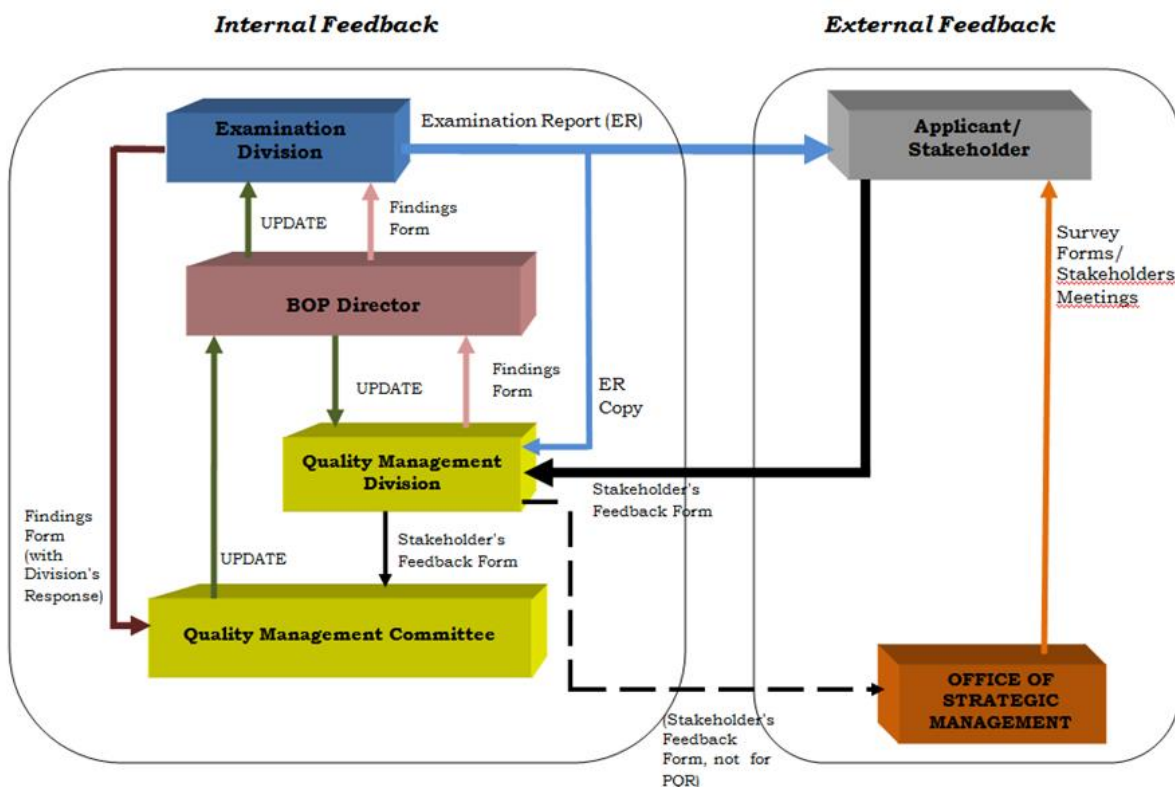 Internal Feedback
External Feedback
Examination
Division
Examination Report (ER)
Applicant/
Stakeholder
UPDATE
Findings
Form
BOP Director
Survey
Forms/
Stakeholders
Meetings
UPDATE
Findings
Form
ER
Copy
Quality Management
Division
Stakeholder's
Feedback Form
Findings
Form
(with
Division's
Response)
UPDATE
Stakeholder's
Feedback Form
Quality Management Committee
OFFICE OF
STRATEGIC
MANAGEMENT
(Stakeholder's
Feedback
Form, not for
POR)